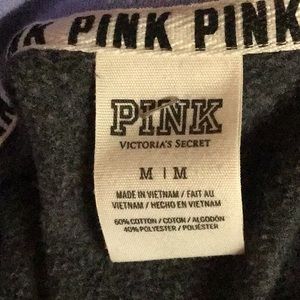 PINK PINK
PINK
VICTORIA'S SECRET
M | M
MADE IN VIETNAM / FAIT AU
VIETNAM / HECHO EN VIETNAM
60% COTTON / COTON / ALGODÓN
40% POLYESTER / POLIÉSTER